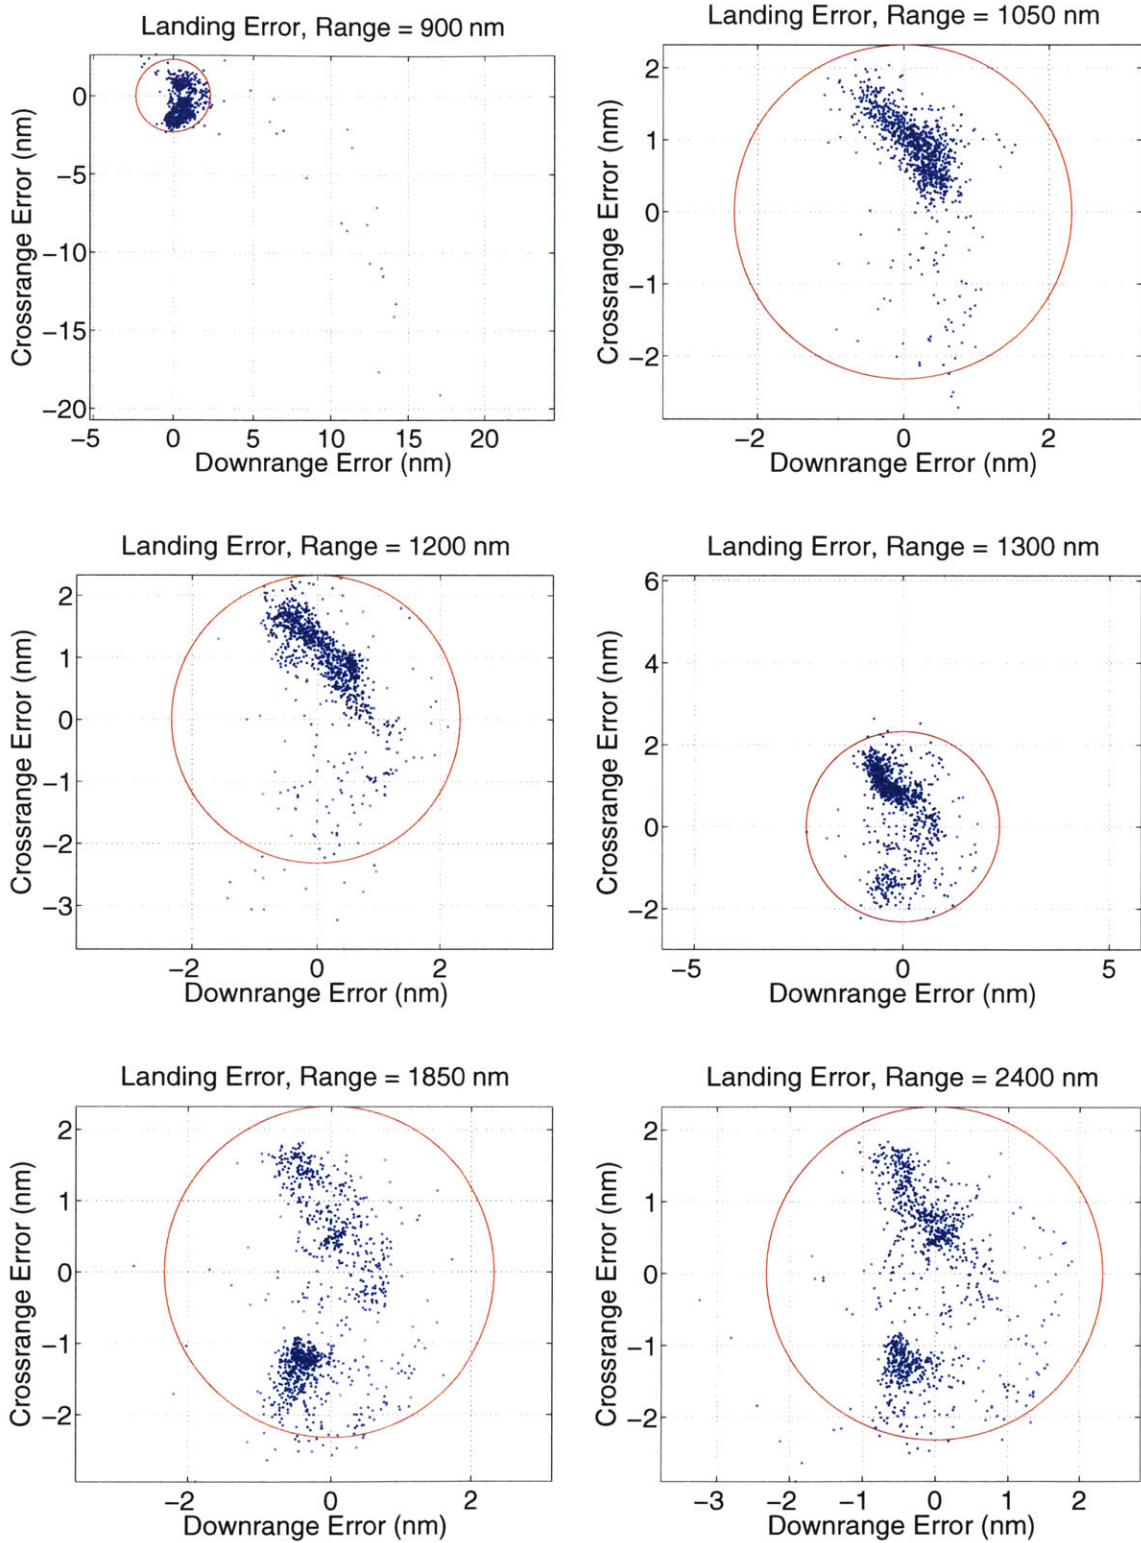 Landing Error, Range = 900 nm
Crossrange Error (nm)
0
−5
−10
−15
−20
−5 0 5 10 15 20
Downrange Error (nm)
Landing Error, Range = 1050 nm
Crossrange Error (nm)
2
1
0
−1
−2
−2 0 2
Downrange Error (nm)
Landing Error, Range = 1200 nm
Crossrange Error (nm)
2
1
0
−1
−2
−3
−2 0 2
Downrange Error (nm)
Landing Error, Range = 1300 nm
Crossrange Error (nm)
6
4
2
0
−2
−5 0 5
Downrange Error (nm)
Landing Error, Range = 1850 nm
Crossrange Error (nm)
2
1
0
−1
−2
−2 0 2
Downrange Error (nm)
Landing Error, Range = 2400 nm
Crossrange Error (nm)
2
1
0
−1
−2
−3 −2 −1 0 1 2
Downrange Error (nm)